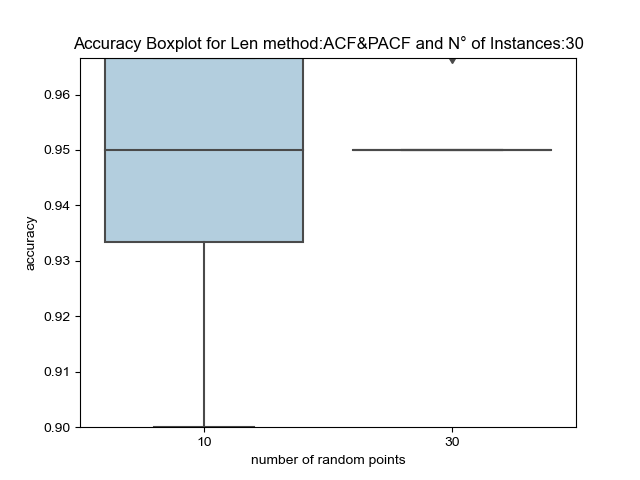 Accuracy Boxplot for Len method:ACF&PACF and N° of Instances:30
0.96
0.95
0.94
0.93
0.92
0.91
0.90
accuracy
10 30
number of random points